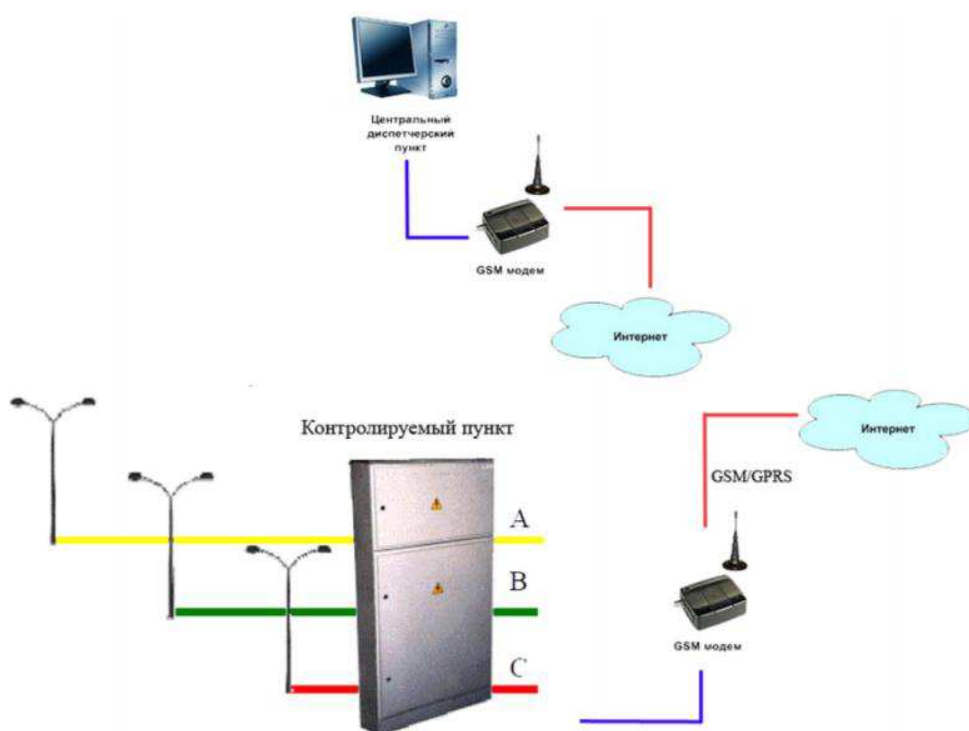 Центральный
диспетчерский
пункт
GSM модем
Интернет
Контролируемый пункт
Интернет
GSM/GPRS
A
B
C
GSM модем